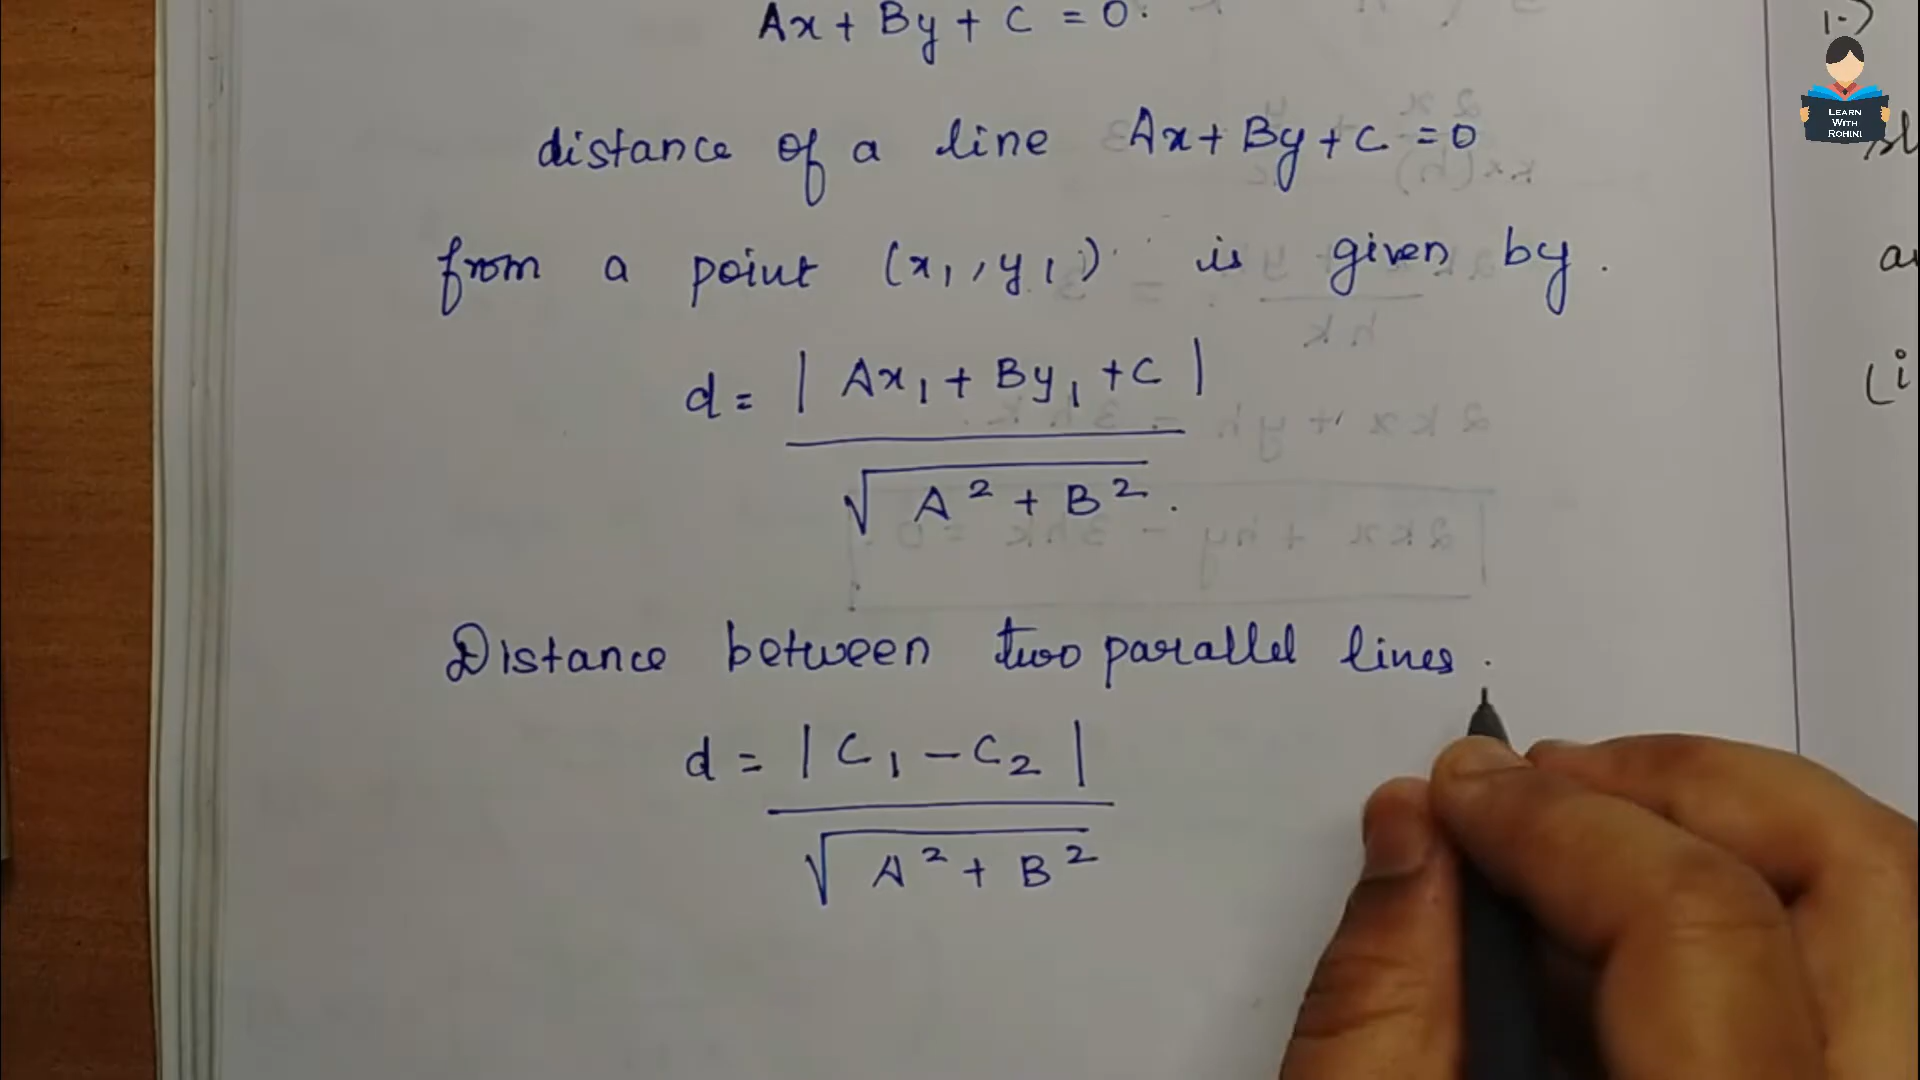 Ax + By + C = 0.
distance of a line Ax + By + C = 0
from a point (x₁, y₁) is given by.
d = | Ax₁ + By₁ + C |
√ A² + B² .
Distance between two parallel lines.
d = | C₁ - C₂ |
√ A² + B²
1.)
(i
LEARN
WITH
ROHINI